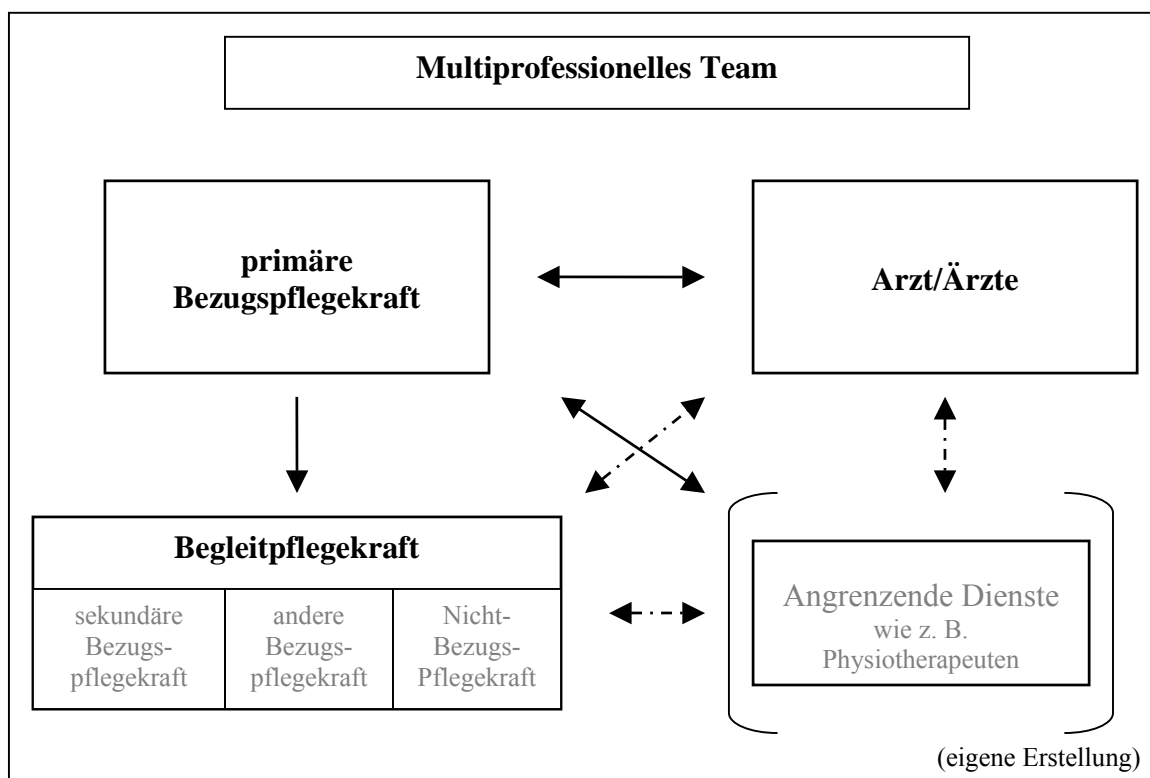 Multiprofessionelles Team
primäre
Bezugspflegekraft
Arzt/Ärzte
Begleitpflegekraft
sekundäre
Bezugs-
pflegekraft
andere
Bezugs-
pflegekraft
Nicht-
Bezugs-
Pflegekraft
Angrenzende Dienste
wie z. B.
Physiotherapeuten
(eigene Erstellung)